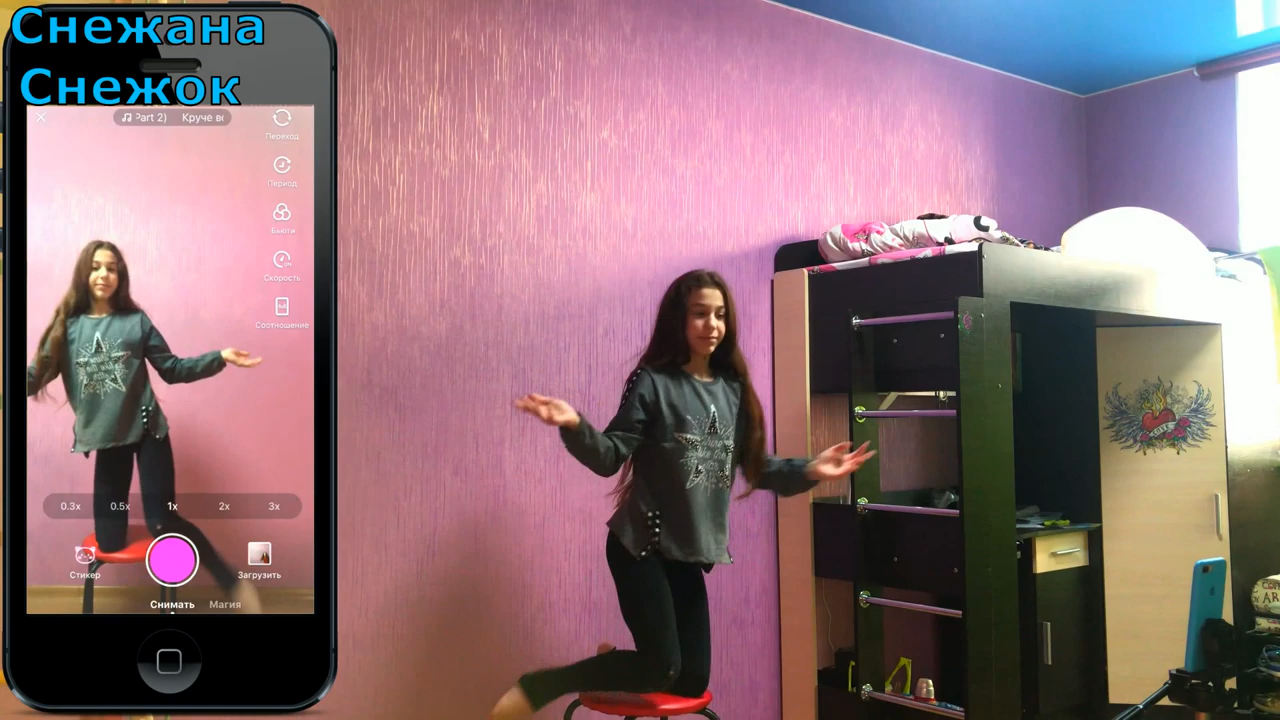 Снежана
Снежок
Part 2) Круче вс
Переход
Период
Бьюти
Скорость
Соотношение
0.3x 0.5x 1x 2x 3x
Стикер
Загрузить
Снимать Магия
LOVE